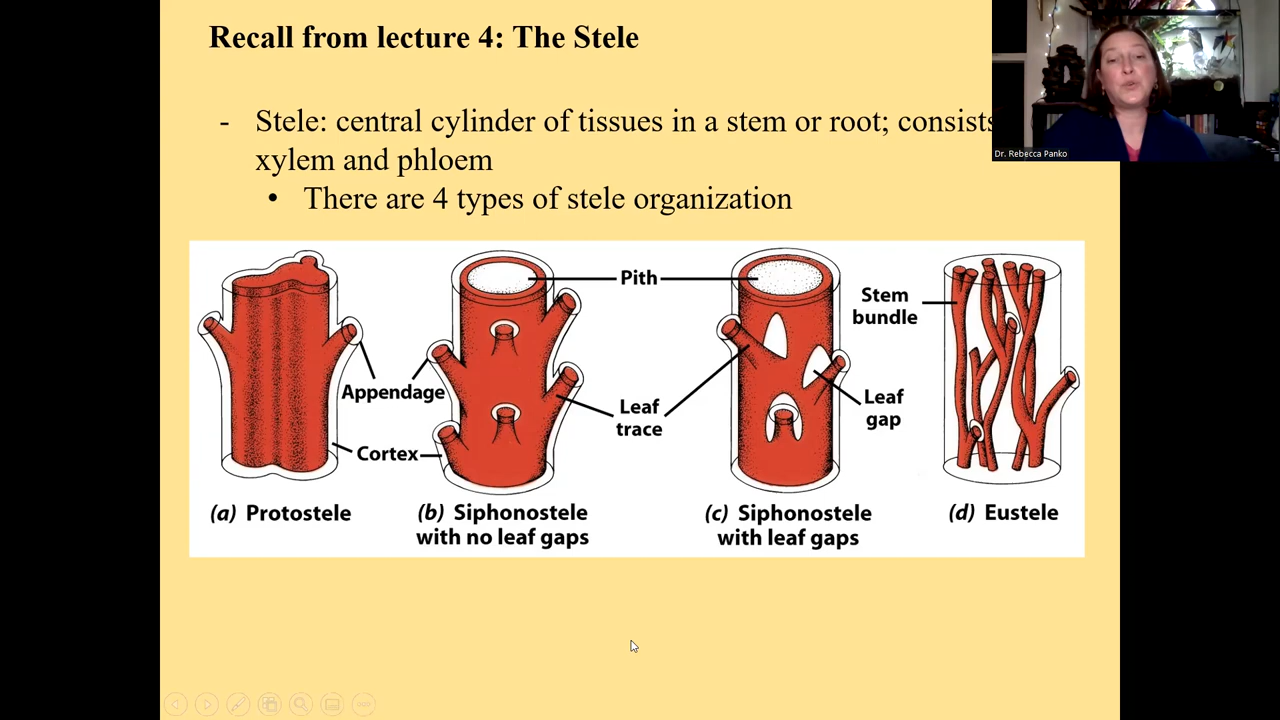 Recall from lecture 4: The Stele
Dr. Rebecca Panko
- Stele: central cylinder of tissues in a stem or root; consists
xylem and phloem
• There are 4 types of stele organization
Pith
Stem
bundle
Appendage
Leaf
trace
Leaf
gap
Cortex
(a) Protostele
(b) Siphonostele
with no leaf gaps
(c) Siphonostele
with leaf gaps
(d) Eustele